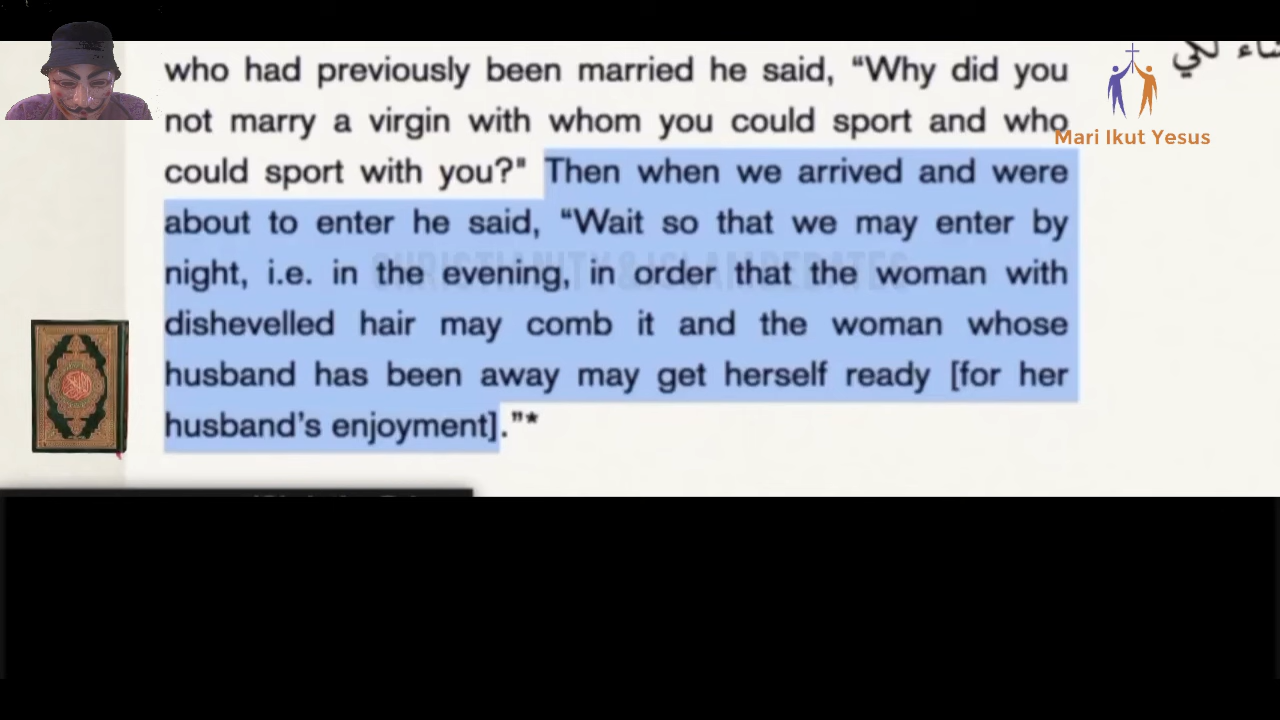 who had previously been married he said, “Why did you
not marry a virgin with whom you could sport and who
could sport with you?" Then when we arrived and were
about to enter he said, “Wait so that we may enter by
night, i.e. in the evening, in order that the woman with
dishevelled hair may comb it and the woman whose
husband has been away may get herself ready [for her
husband’s enjoyment].”*
Mari Ikut Yesus
CHRISTIANITY & ISLAM DEBATES